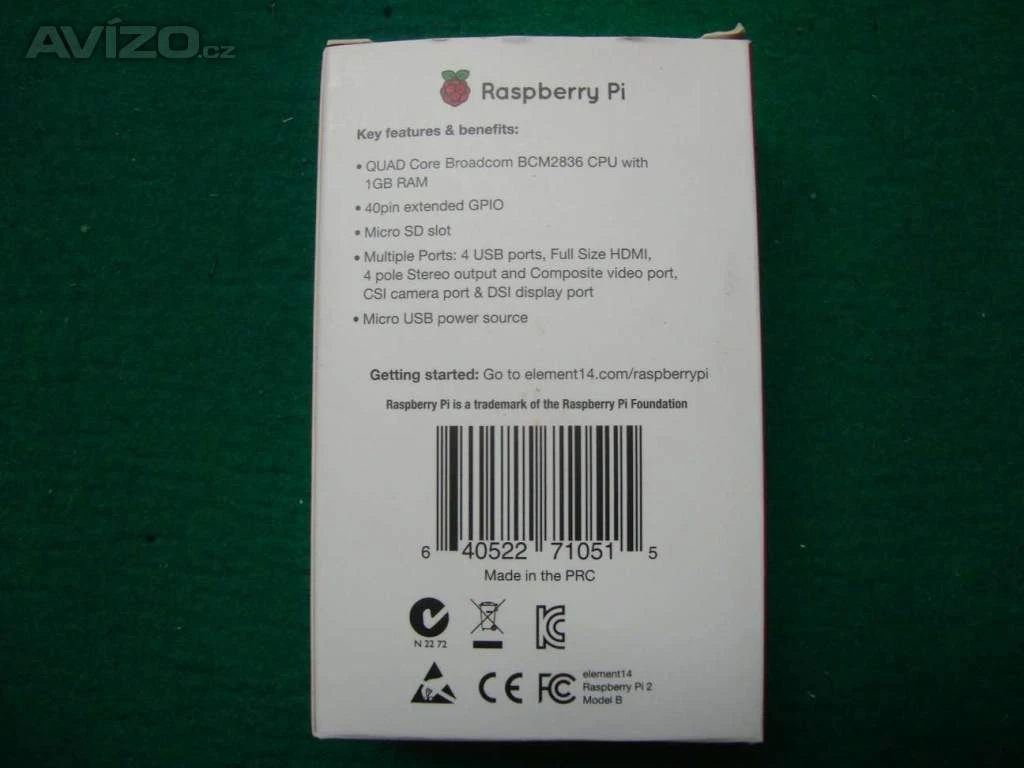 AVÍZO.cz
Raspberry Pi
Key features & benefits:
• QUAD Core Broadcom BCM2836 CPU with
1GB RAM
• 40pin extended GPIO
• Micro SD slot
• Multiple Ports: 4 USB ports, Full Size HDMI,
4 pole Stereo output and Composite video port,
CSI camera port & DSI display port
• Micro USB power source
Getting started: Go to element14.com/raspberrypi
Raspberry Pi is a trademark of the Raspberry Pi Foundation
6 40522 71051 5
Made in the PRC
N 22 72
CE FC element14
Raspberry Pi 2
Model B